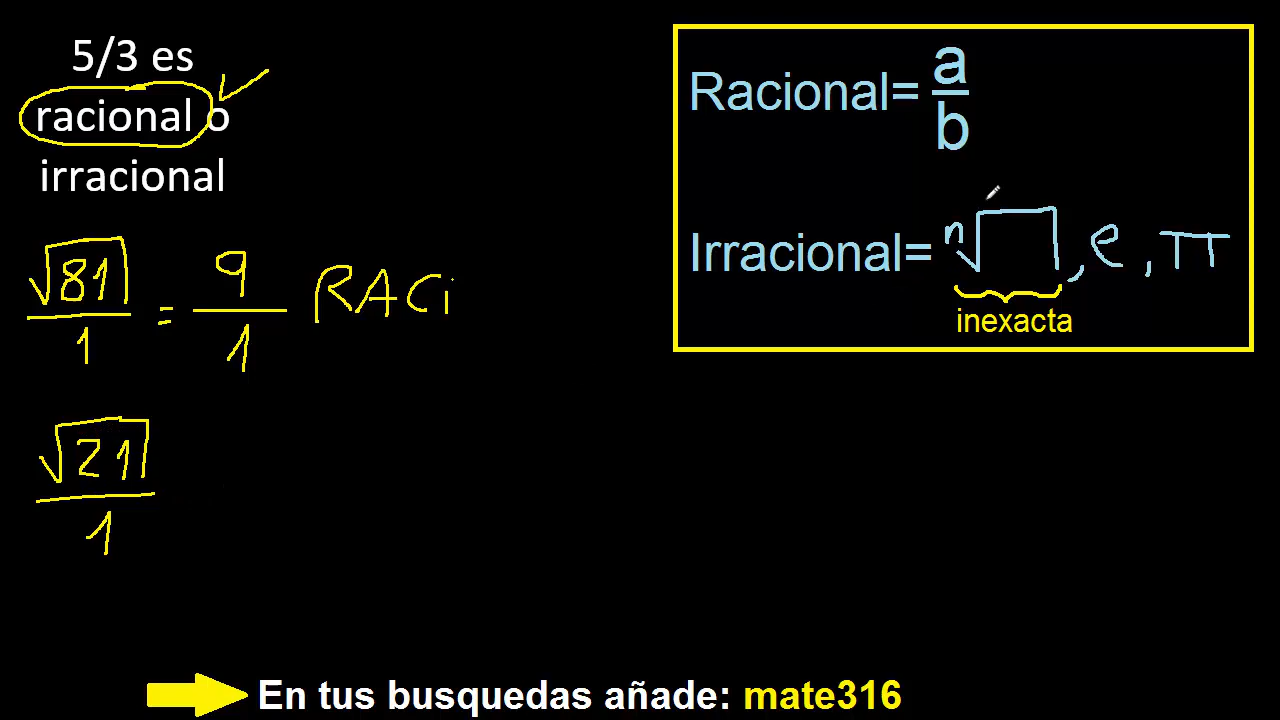 5/3 es
racional o
irracional
√81/1 = 9/1 RACi
√21/1
Racional= a/b
Irracional= ⁿ√□, e, π
inexacta
En tus busquedas añade: mate316